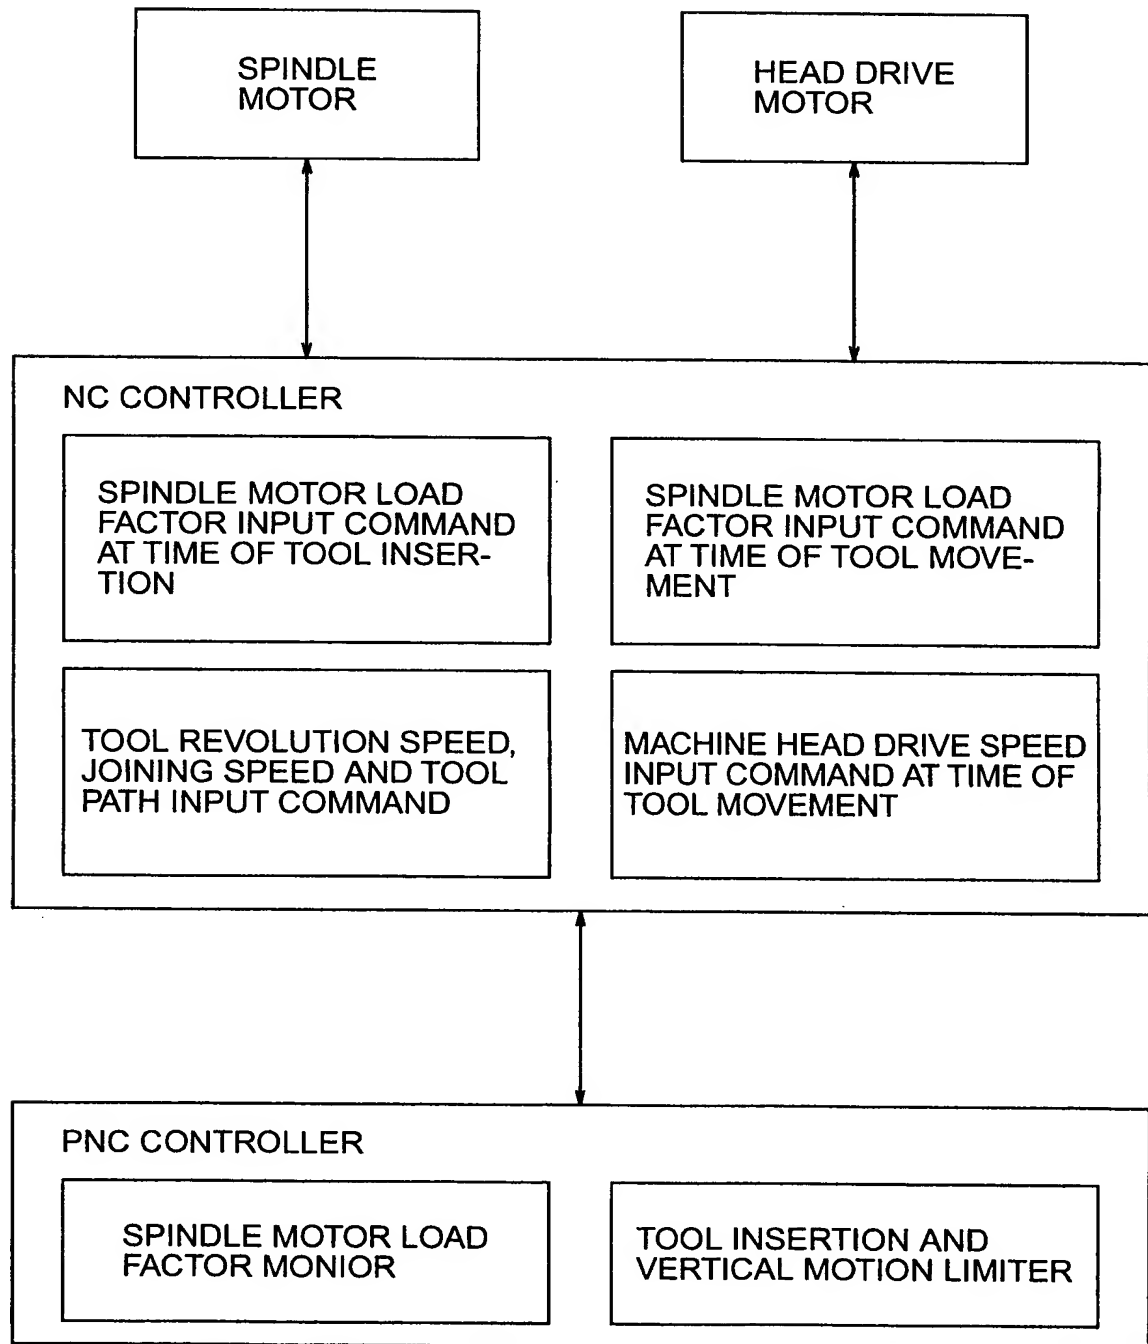 SPINDLE
MOTOR
HEAD DRIVE
MOTOR
NC CONTROLLER
SPINDLE MOTOR LOAD
FACTOR INPUT COMMAND
AT TIME OF TOOL INSER-
TION
SPINDLE MOTOR LOAD
FACTOR INPUT COMMAND
AT TIME OF TOOL MOVE-
MENT
TOOL REVOLUTION SPEED,
JOINING SPEED AND TOOL
PATH INPUT COMMAND
MACHINE HEAD DRIVE SPEED
INPUT COMMAND AT TIME OF
TOOL MOVEMENT
PNC CONTROLLER
SPINDLE MOTOR LOAD
FACTOR MONIOR
TOOL INSERTION AND
VERTICAL MOTION LIMITER